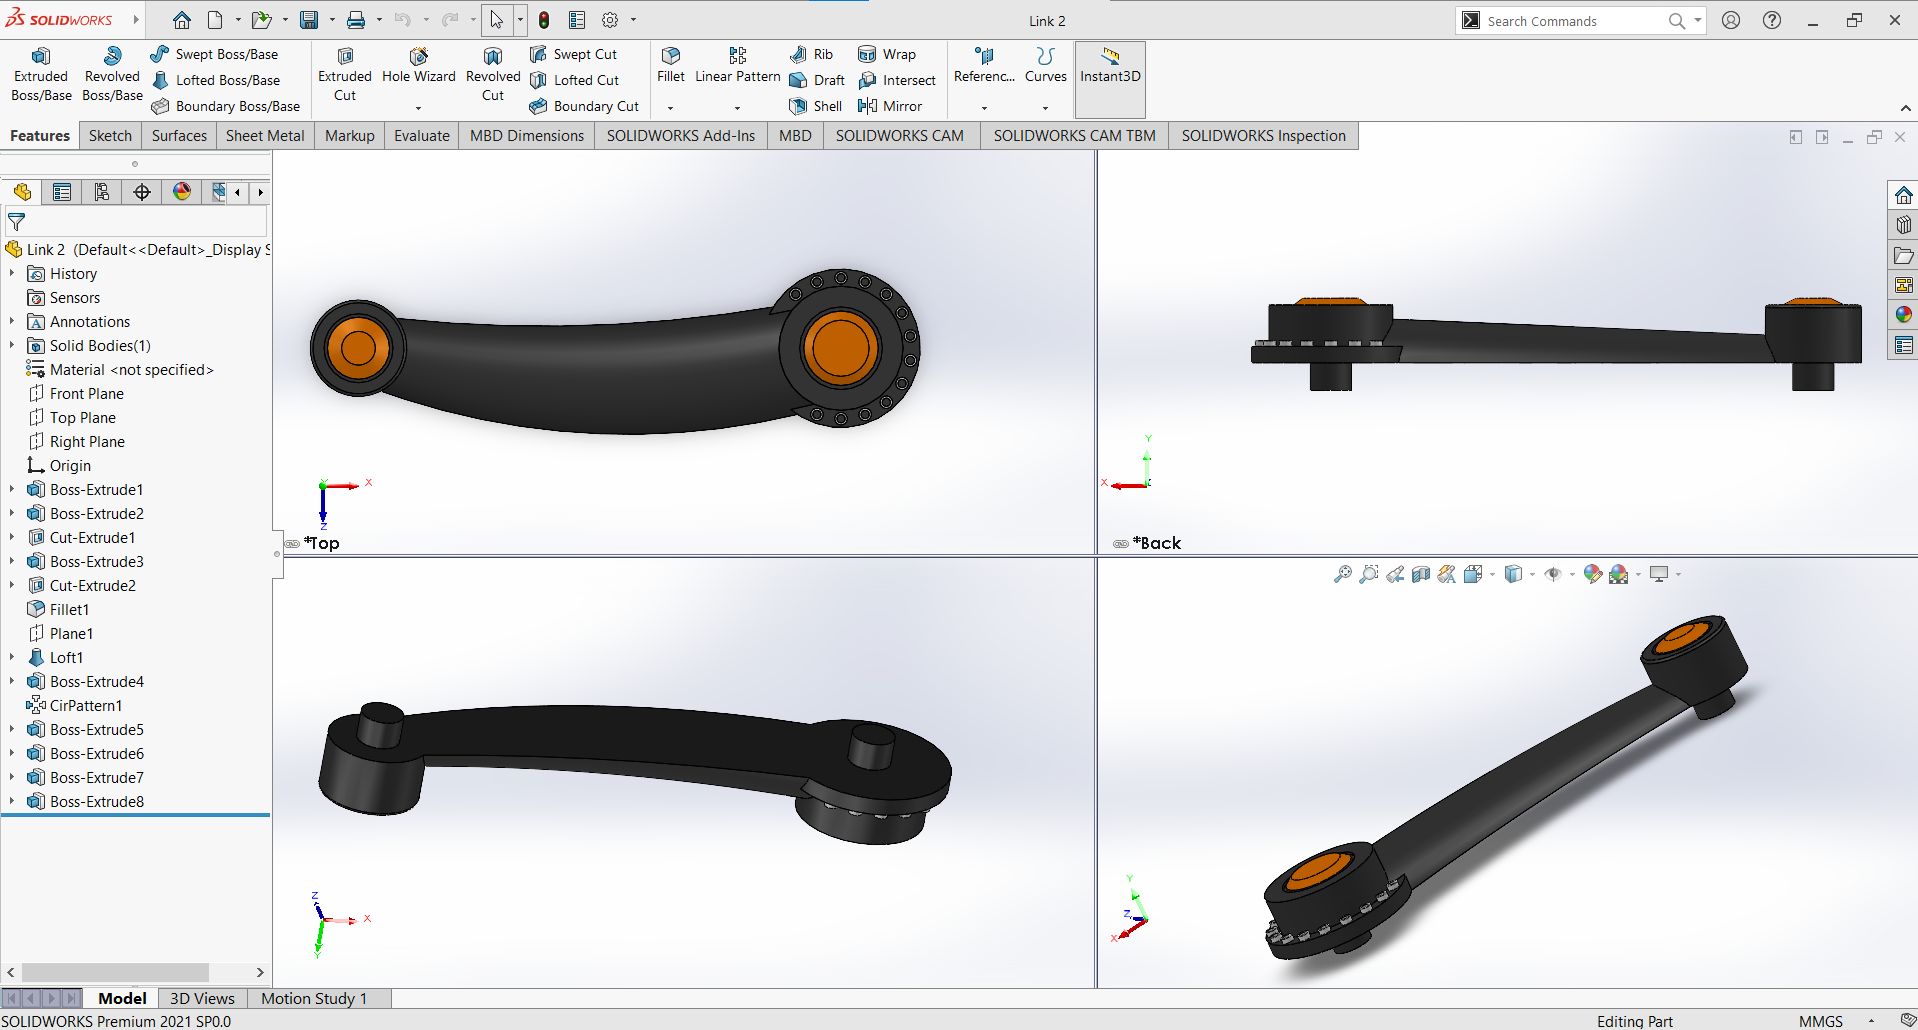 SOLIDWORKS
Link 2
Search Commands
Extruded Boss/Base
Revolved Boss/Base
Swept Boss/Base
Lofted Boss/Base
Boundary Boss/Base
Extruded Cut
Hole Wizard
Revolved Cut
Swept Cut
Lofted Cut
Boundary Cut
Fillet
Linear Pattern
Rib
Draft
Shell
Wrap
Intersect
Mirror
Referenc...
Curves
Instant3D
Features
Sketch
Surfaces
Sheet Metal
Markup
Evaluate
MBD Dimensions
SOLIDWORKS Add-Ins
MBD
SOLIDWORKS CAM
SOLIDWORKS CAM TBM
SOLIDWORKS Inspection
Link 2 (Default<<Default>_Display S
History
Sensors
Annotations
Solid Bodies(1)
Material <not specified>
Front Plane
Top Plane
Right Plane
Origin
Boss-Extrude1
Boss-Extrude2
Cut-Extrude1
Boss-Extrude3
Cut-Extrude2
Fillet1
Plane1
Loft1
Boss-Extrude4
CirPattern1
Boss-Extrude5
Boss-Extrude6
Boss-Extrude7
Boss-Extrude8
Y
X
Z
*Top
Y
X
Z
*Back
Z
X
Y
Y
Z
X
Model
3D Views
Motion Study 1
SOLIDWORKS Premium 2021 SP0.0
Editing Part
MMGS